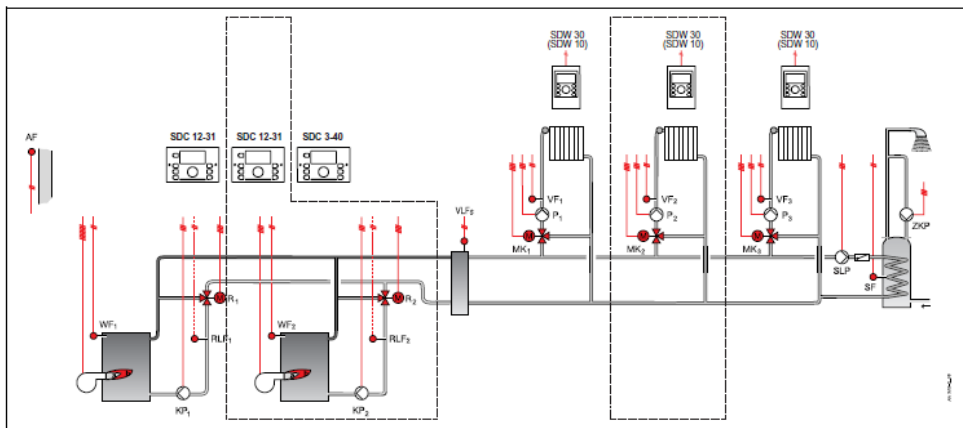 SDW 30
(SDW 10)
SDW 30
(SDW 10)
SDW 30
(SDW 10)
AF
SDC 12-31
SDC 12-31
SDC 3-40
VF1
VF2
VF3
P1
P2
P3
VLFS
ZKP
MK1
MK2
MK3
SLP
SF
M
M
M
M
R1
M
R2
WF1
WF2
RLF1
RLF2
KP1
KP2